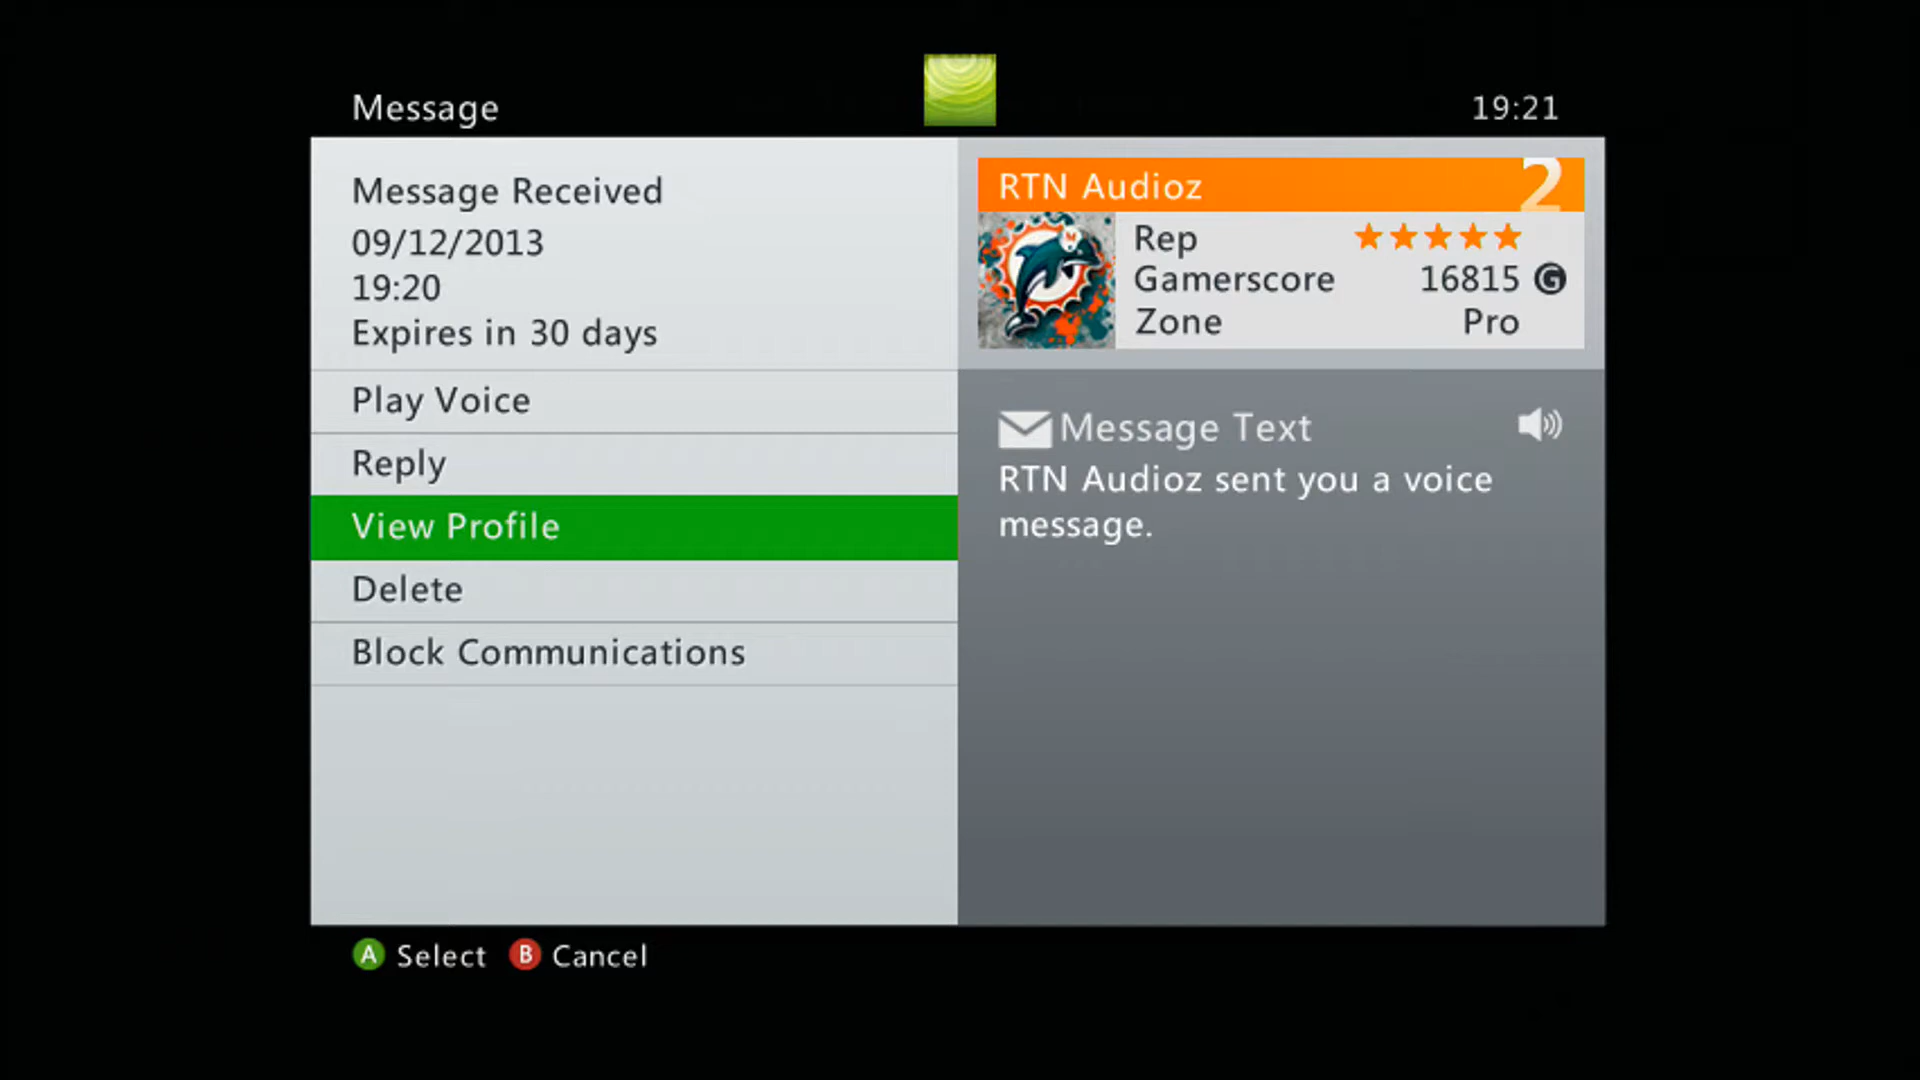 Message
19:21
Message Received
09/12/2013
19:20
Expires in 30 days
Play Voice
Reply
View Profile
Delete
Block Communications
RTN Audioz 2
Rep
Gamerscore 16815 G
Zone Pro
Message Text
RTN Audioz sent you a voice
message.
A Select B Cancel